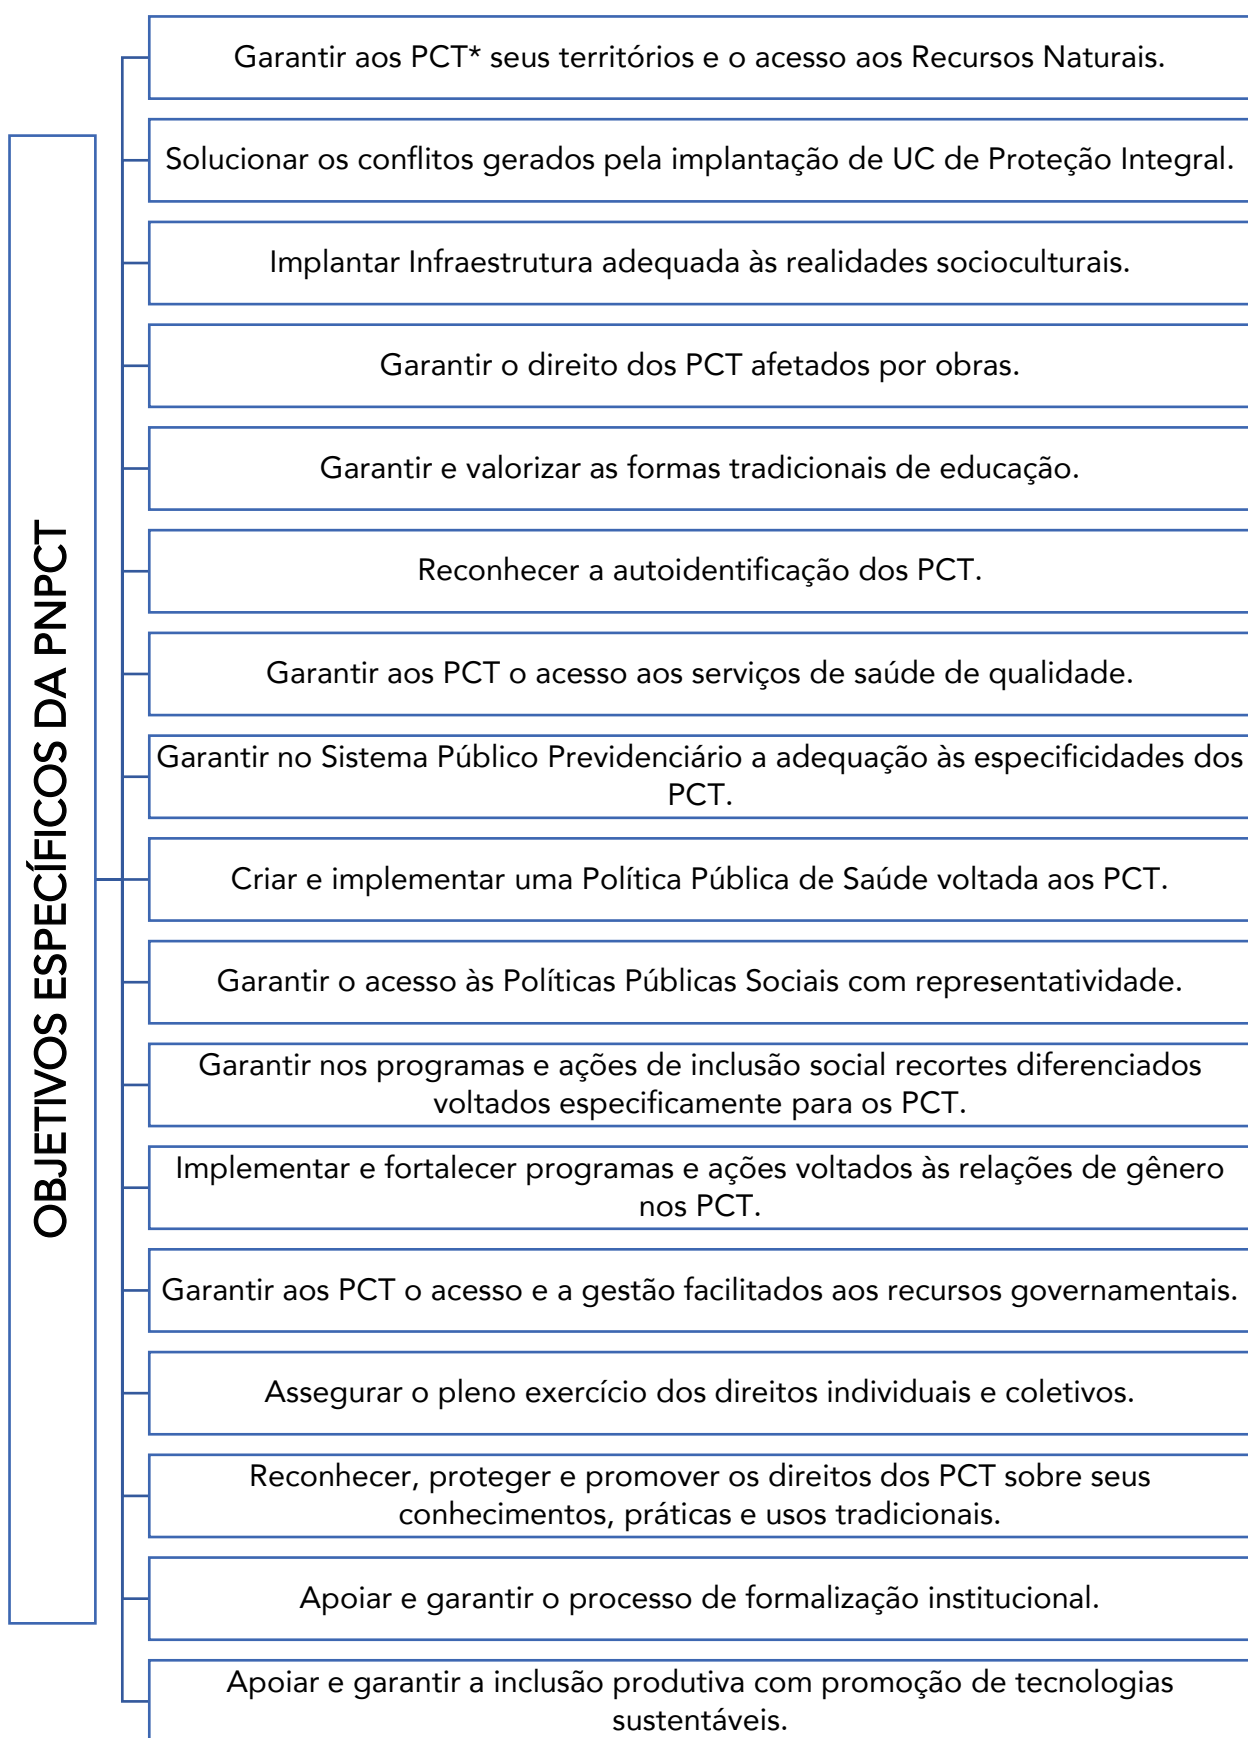 OBJETIVOS ESPECÍFICOS DA PNPCT
Garantir aos PCT* seus territórios e o acesso aos Recursos Naturais.
Solucionar os conflitos gerados pela implantação de UC de Proteção Integral.
Implantar Infraestrutura adequada às realidades socioculturais.
Garantir o direito dos PCT afetados por obras.
Garantir e valorizar as formas tradicionais de educação.
Reconhecer a autoidentificação dos PCT.
Garantir aos PCT o acesso aos serviços de saúde de qualidade.
Garantir no Sistema Público Previdenciário a adequação às especificidades dos
PCT.
Criar e implementar uma Política Pública de Saúde voltada aos PCT.
Garantir o acesso às Políticas Públicas Sociais com representatividade.
Garantir nos programas e ações de inclusão social recortes diferenciados
voltados especificamente para os PCT.
Implementar e fortalecer programas e ações voltados às relações de gênero
nos PCT.
Garantir aos PCT o acesso e a gestão facilitados aos recursos governamentais.
Assegurar o pleno exercício dos direitos individuais e coletivos.
Reconhecer, proteger e promover os direitos dos PCT sobre seus
conhecimentos, práticas e usos tradicionais.
Apoiar e garantir o processo de formalização institucional.
Apoiar e garantir a inclusão produtiva com promoção de tecnologias
sustentáveis.